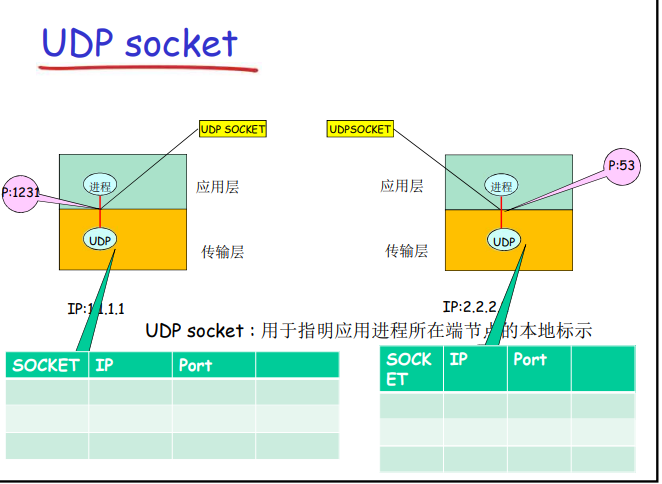 UDP socket
UDP SOCKET
UDPSOCKET
P:1231
进程
应用层
应用层
进程
P:53
UDP
传输层
传输层
UDP
IP:1.1.1.1
IP:2.2.2
UDP socket：用于指明应用进程所在端节点的本地标示
SOCKET IP Port
SOCK
ET IP Port